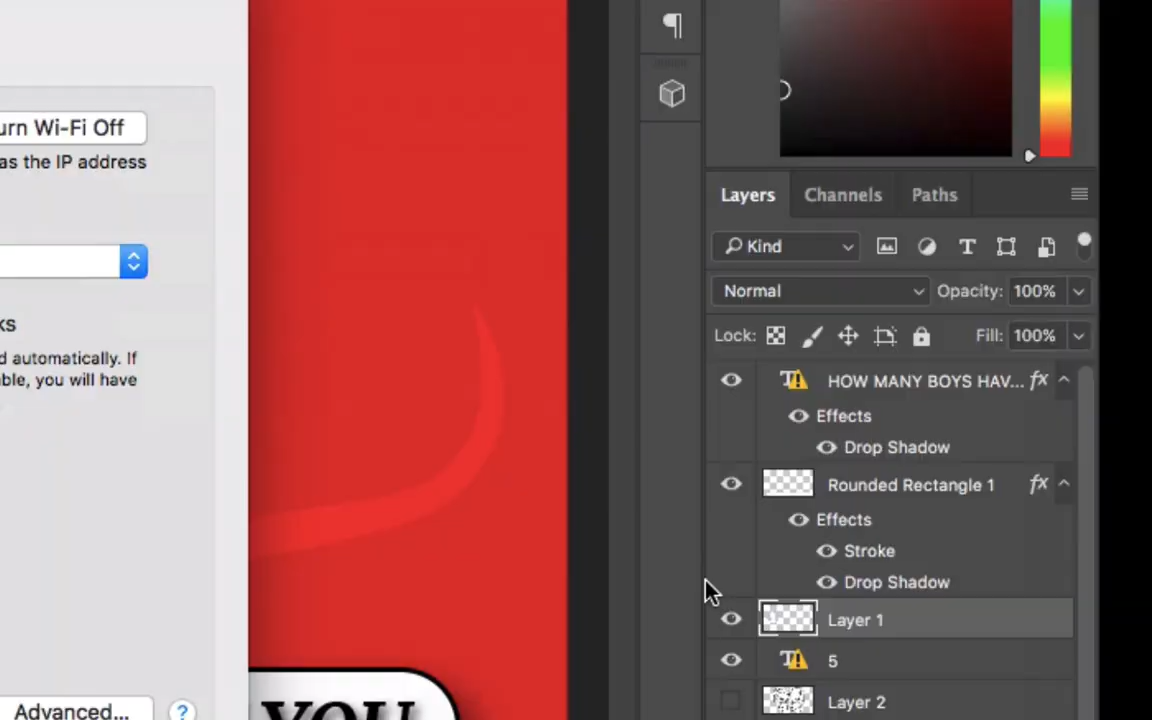 urn Wi-Fi Off
as the IP address
ks
d automatically. If
ble, you will have
Advanced...
?
YOU
Layers
Channels
Paths
Kind
Normal
Opacity: 100%
Lock:
Fill: 100%
HOW MANY BOYS HAV... fx
Effects
Drop Shadow
Rounded Rectangle 1 fx
Effects
Stroke
Drop Shadow
Layer 1
5
Layer 2